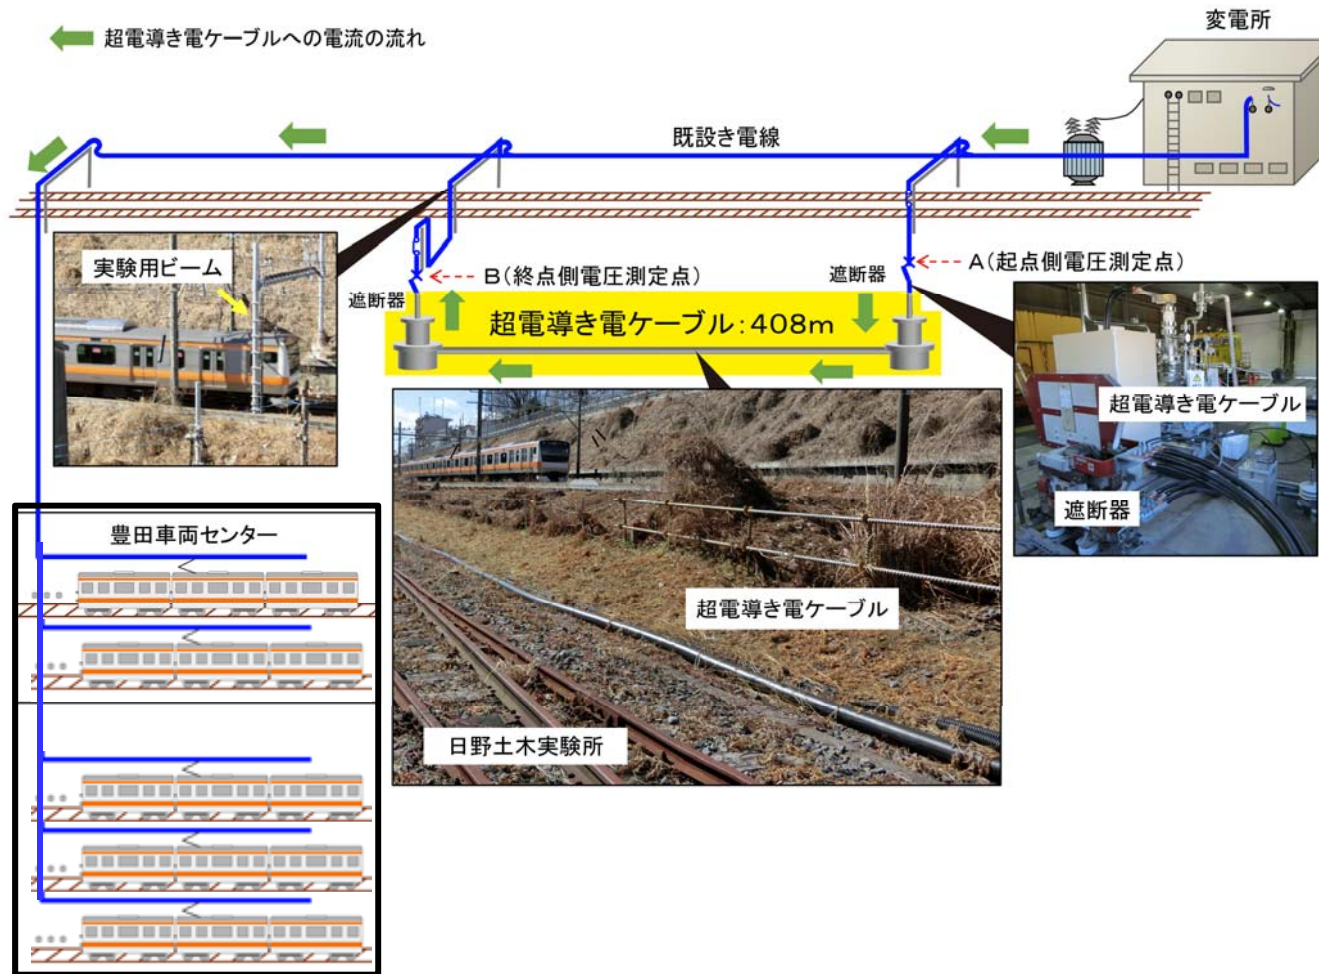 超電導き電ケーブルへの電流の流れ
変電所
既設き電線
実験用ビーム
B(終点側電圧測定点)
遮断器
遮断器
A(起点側電圧測定点)
超電導き電ケーブル:408m
超電導き電ケーブル
遮断器
超電導き電ケーブル
日野土木実験所
豊田車両センター